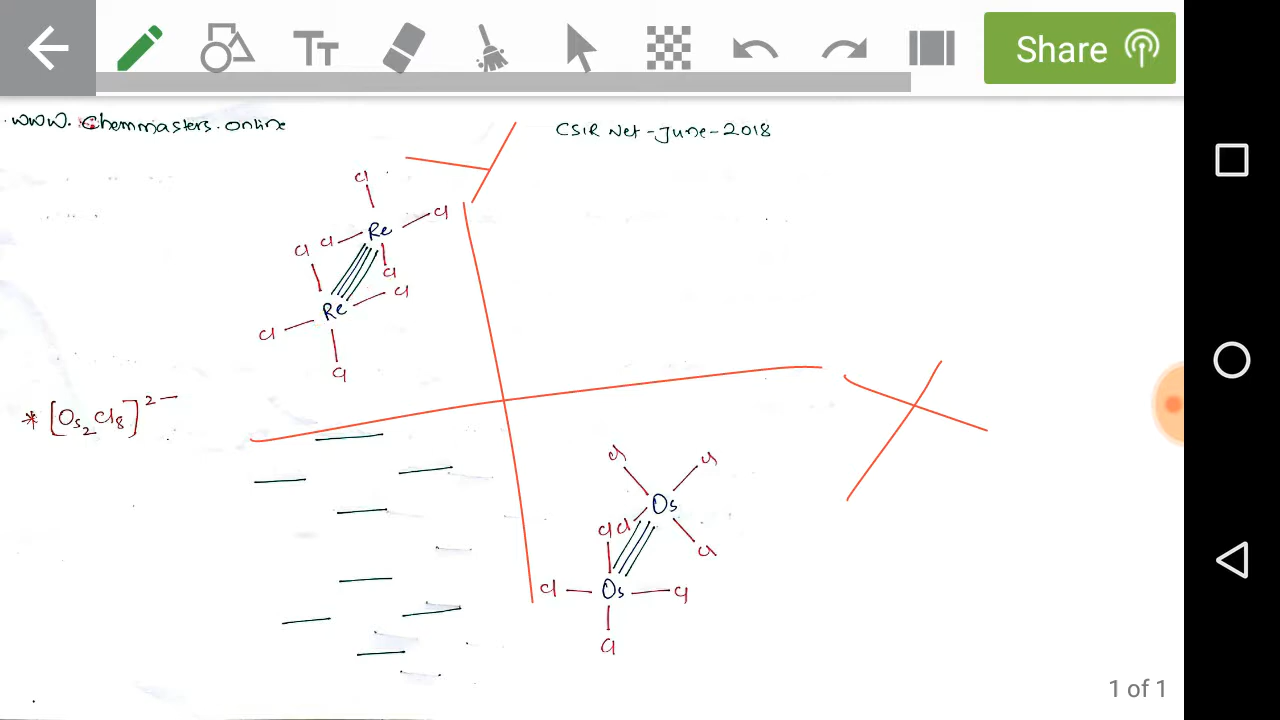 TT Share
www.Chemmasters.online
CSIR Net-June-2018
Cl
Cl
Cl Cl Re
Cl
Cl
Re
Cl
Cl
* [Os2Cl8]2-
Cl Cl
Os
Cl Cl
Cl
Cl Os Cl
Cl
1 of 1